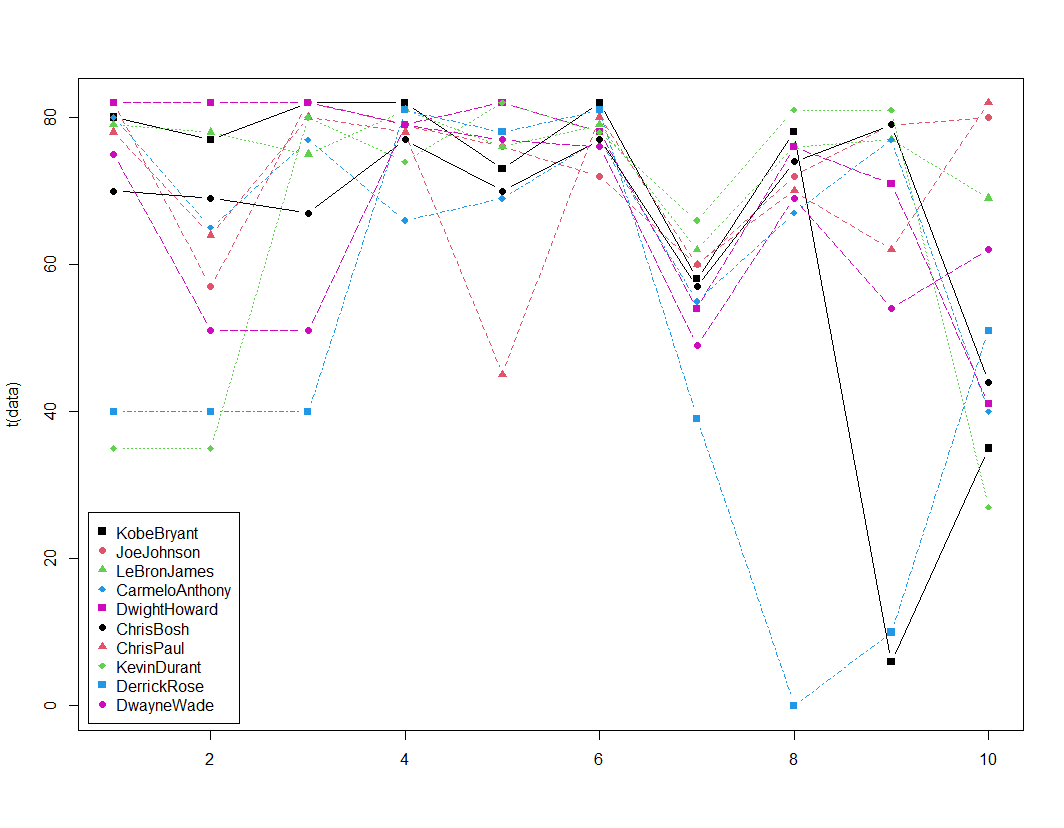 80
60
40
20
0
t(data)
KobeBryant
JoeJohnson
LeBronJames
CarmeloAnthony
DwightHoward
ChrisBosh
ChrisPaul
KevinDurant
DerrickRose
DwayneWade
2 4 6 8 10